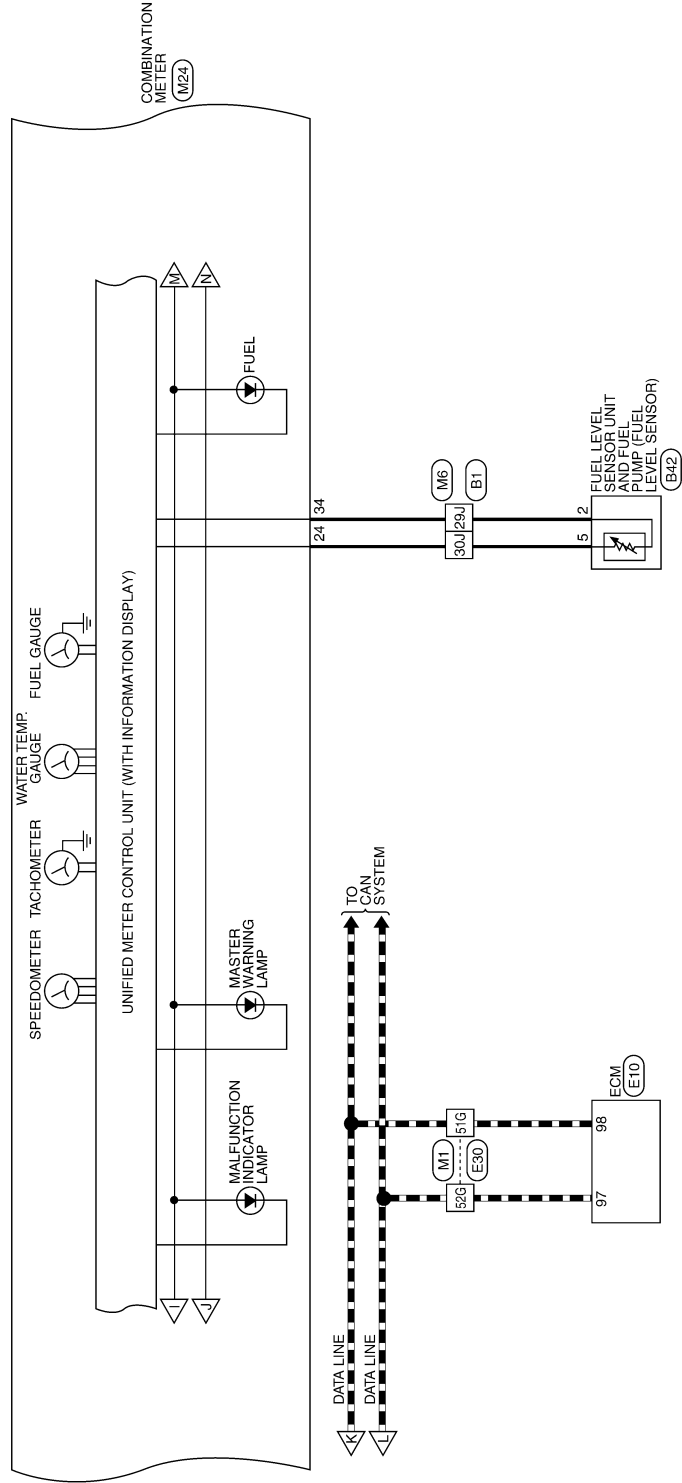 COMBINATION
METER
M24
SPEEDOMETER
TACHOMETER
WATER TEMP.
GAUGE
FUEL GAUGE
UNIFIED METER CONTROL UNIT (WITH INFORMATION DISPLAY)
I
J
M
N
MALFUNCTION
INDICATOR
LAMP
MASTER
WARNING
LAMP
FUEL
24
34
30J
29J
M6
B1
5
2
FUEL LEVEL
SENSOR UNIT
AND FUEL
PUMP (FUEL
LEVEL SENSOR)
B42
K
DATA LINE
L
DATA LINE
TO
CAN
SYSTEM
52G
51G
M1
E30
97
98
ECM
E10